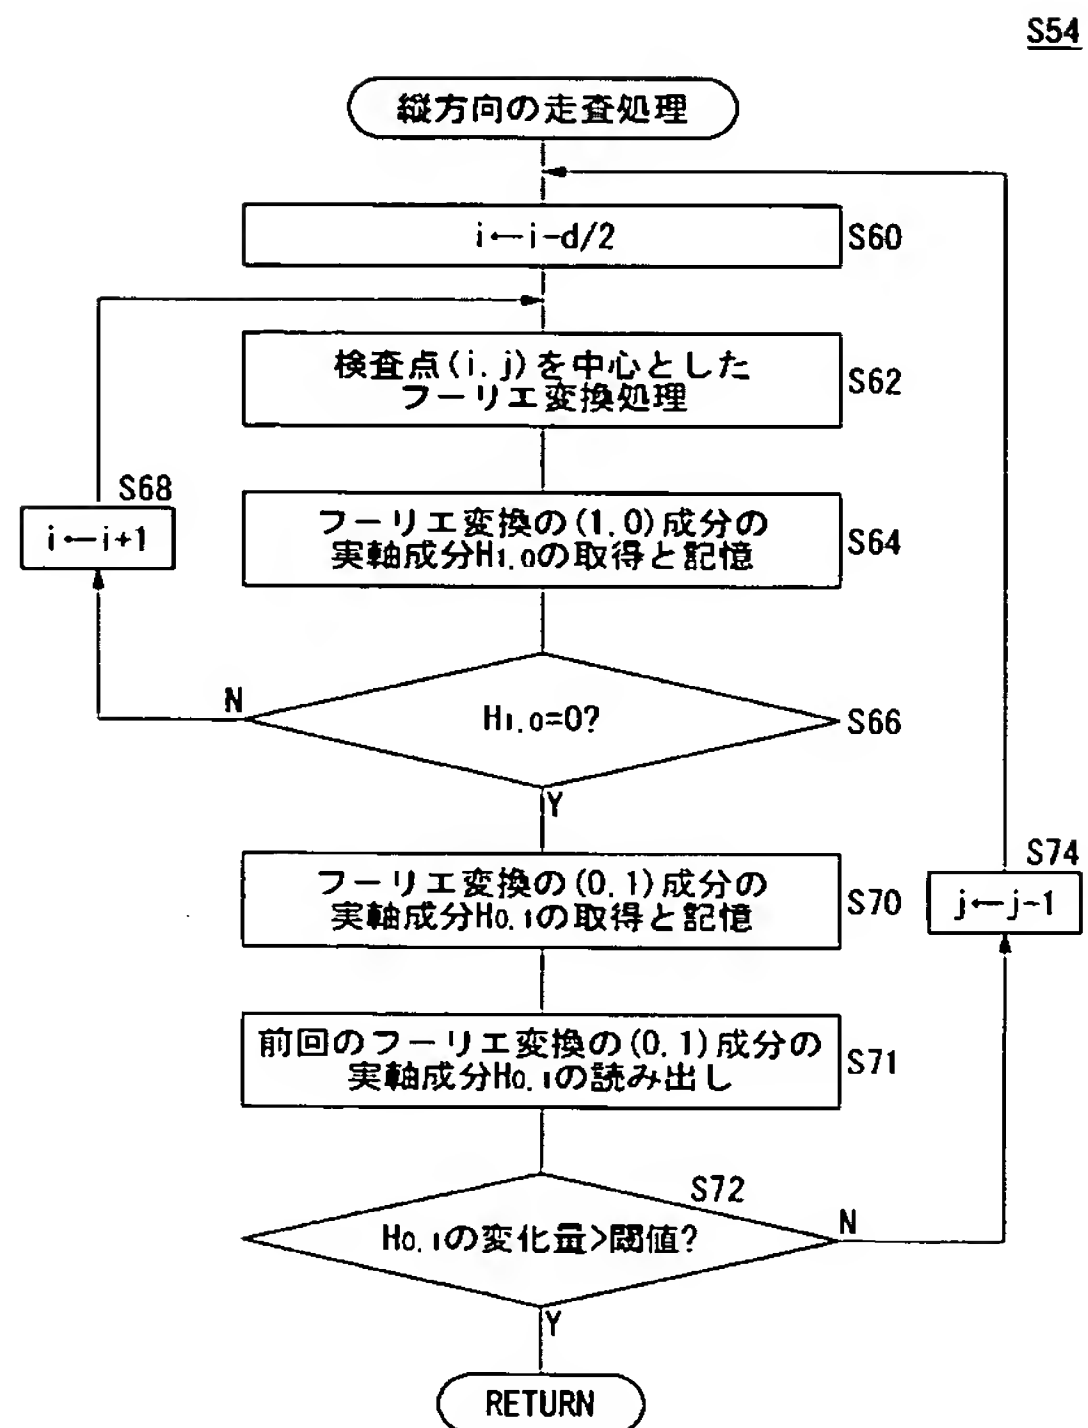 S54
縦方向の走査処理
i←i-d/2
S60
検査点(i,j)を中心とした
フーリエ変換処理
S62
S68
i←i+1
フーリエ変換の(1,0)成分の
実軸成分H1,0の取得と記憶
S64
N
H1,0=0?
S66
Y
S74
フーリエ変換の(0,1)成分の
実軸成分H0,1の取得と記憶
S70
j←j-1
前回のフーリエ変換の(0,1)成分の
実軸成分H0,1の読み出し
S71
S72
H0,1の変化量>閾値?
N
Y
RETURN